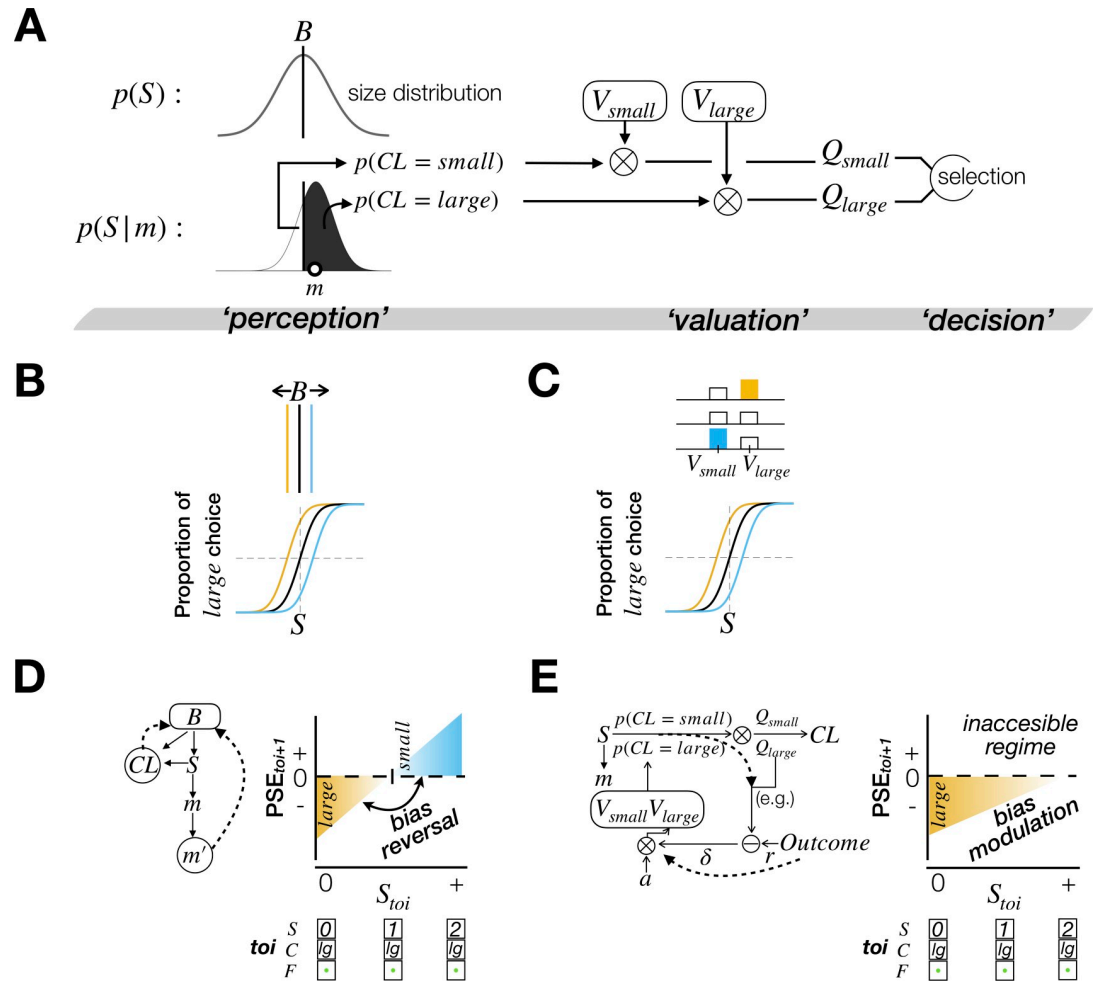 A
B
p(S) :
size distribution
V_small
V_large
p(CL = small)
Q_small
selection
p(CL = large)
Q_large
p(S|m) :
m
'perception'
'valuation'
'decision'
B
B
Proportion of
large choice
S
C
V_small
V_large
Proportion of
large choice
S
D
B
CL
S
m
m′
PSE_toi+1
+
0
-
large
small
bias
reversal
0
+
S_toi
toi
S
0
1
2
C
lg
lg
lg
F
E
S
p(CL = small)
p(CL = large)
Q_small
Q_large
CL
m
V_small V_large
(e.g.)
δ
r
Outcome
a
PSE_toi+1
+
0
-
inaccesible
regime
large
bias
modulation
0
+
S_toi
toi
S
0
1
2
C
lg
lg
lg
F